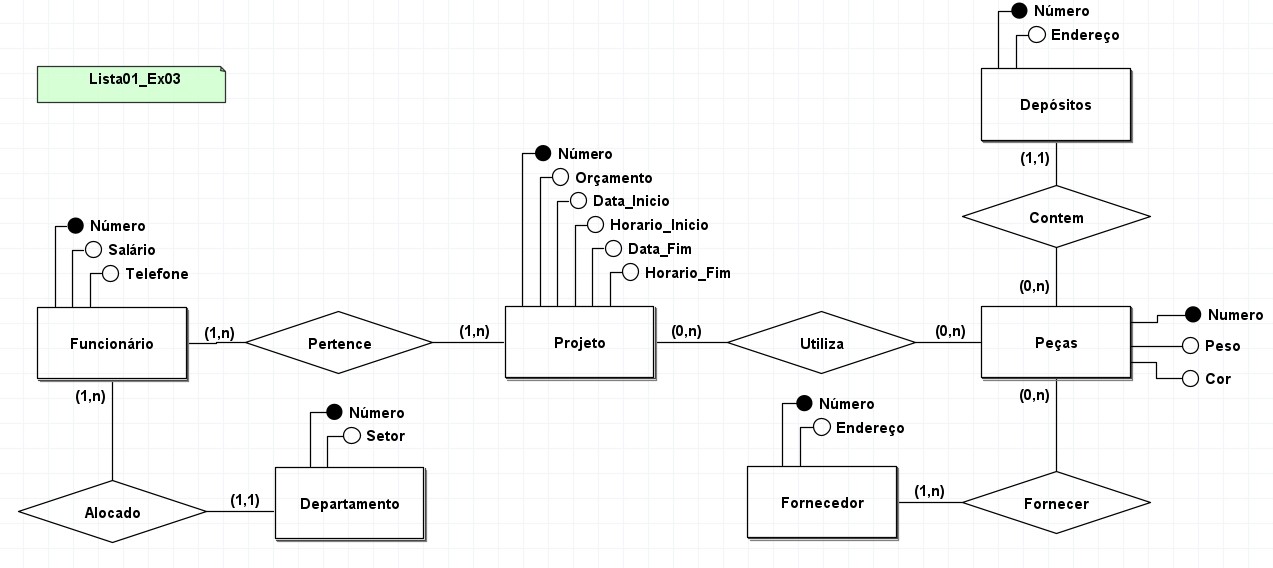 Número
Endereço
Lista01_Ex03
Depósitos
(1,1)
Número
Orçamento
Data_Inicio
Horario_Inicio
Data_Fim
Horario_Fim
Contem
Número
Salário
Telefone
(0,n)
Funcionário
(1,n)
Pertence
(1,n)
Projeto
(0,n)
Utiliza
(0,n)
Peças
Numero
Peso
Cor
(1,n)
(0,n)
Número
Setor
Número
Endereço
Alocado
(1,1)
Departamento
Fornecedor
(1,n)
Fornecer